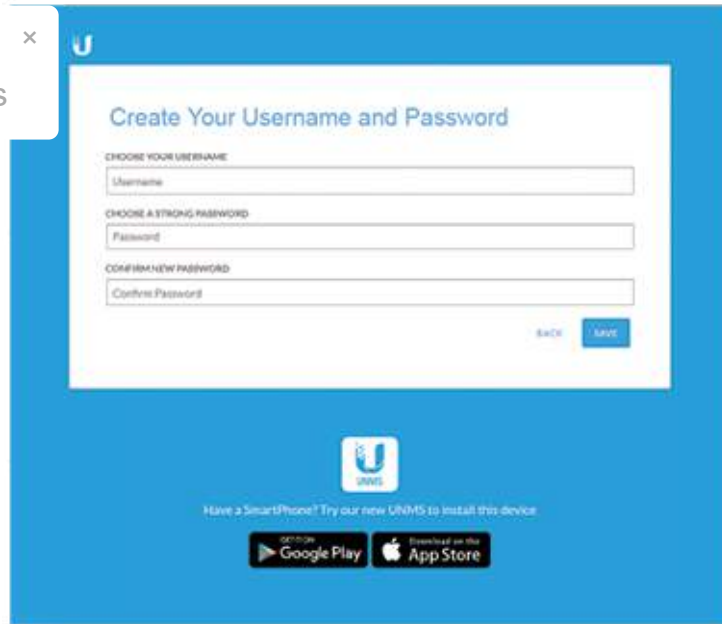 ×
s
Create Your Username and Password
CHOOSE YOUR USERNAME
Username
CHOOSE A STRONG PASSWORD
Password
CONFIRM NEW PASSWORD
Confirm Password
BACK SAVE
UNMS
Have a SmartPhone? Try our new UNMS to install this device
GET IT ON
Google Play
Download on the
App Store